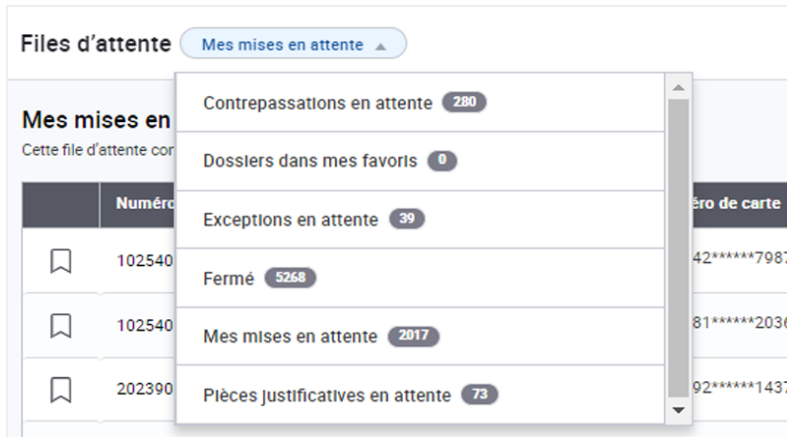 Files d'attente Mes mises en attente
Contrepassations en attente 280
Mes mises en
Cette file d'attente
Dossiers dans mes favoris 0
Numéro
de carte
Exceptions en attente 39
102540
42******7987
Fermé 5268
102540
81******2036
Mes mises en attente 2017
202390
92******1437
Pièces justificatives en attente 73